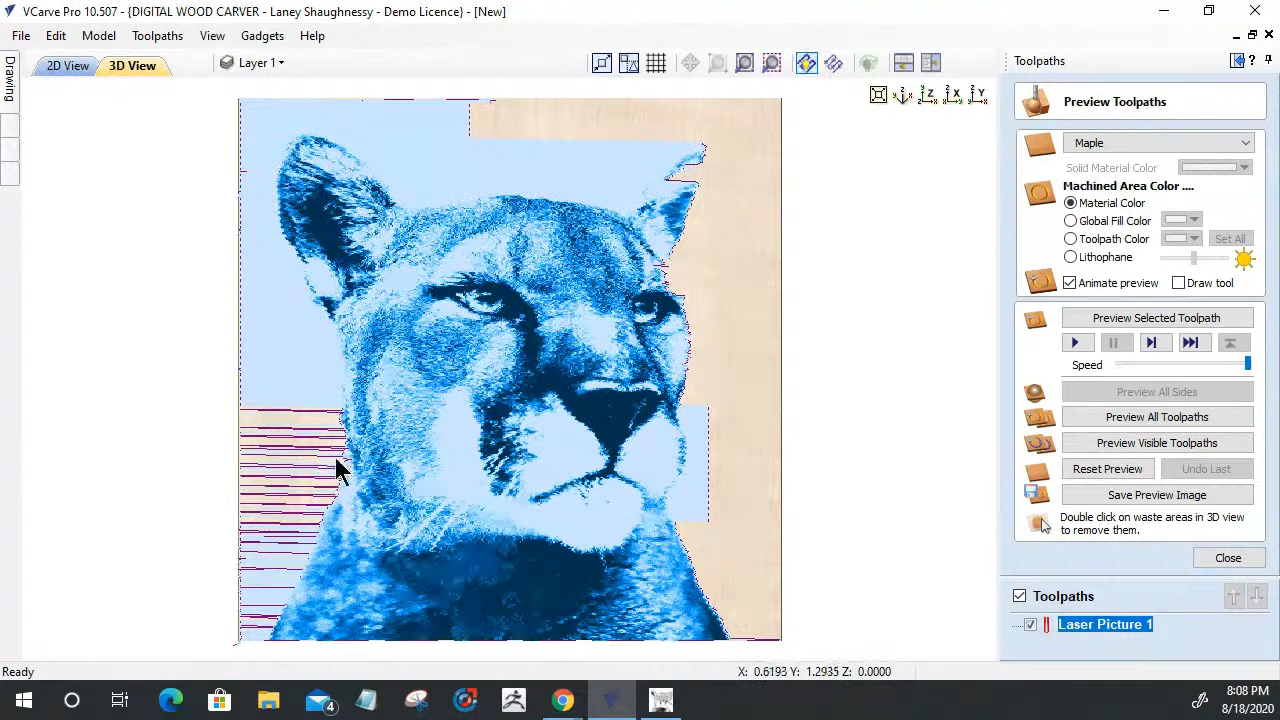 VCarve Pro 10.507 - {DIGITAL WOOD CARVER - Laney Shaughnessy - Demo Licence} - [New]
File Edit Model Toolpaths View Gadgets Help
Drawing
2D View 3D View Layer 1
Z X Y
Toolpaths
Preview Toolpaths
Maple
Solid Material Color
Machined Area Color ....
Material Color
Global Fill Color
Toolpath Color Set All
Lithophane
Animate preview Draw tool
Preview Selected Toolpath
Speed
Preview All Sides
Preview All Toolpaths
Preview Visible Toolpaths
Reset Preview Undo Last
Save Preview Image
Double click on waste areas in 3D view
to remove them.
Close
Toolpaths
Laser Picture 1
Ready X: 0.6193 Y: 1.2935 Z: 0.0000
4
8:08 PM
8/18/2020